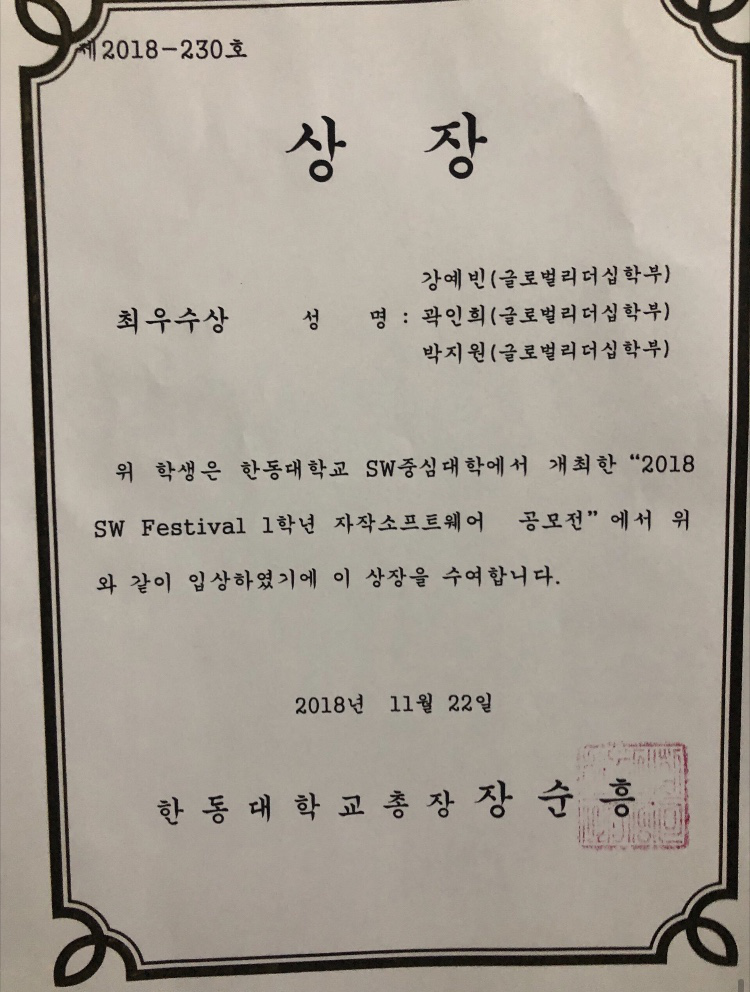 제2018-230호
상 장
강예빈(글로벌리더십학부)
최우수상 성 명 : 곽인희(글로벌리더십학부)
박지원(글로벌리더십학부)
위 학생은 한동대학교 SW중심대학에서 개최한 “2018
SW Festival 1학년 자작소프트웨어 공모전” 에서 위
와 같이 입상하였기에 이 상장을 수여합니다.
2018년 11월 22일
한동대학교총장 장 순 흥